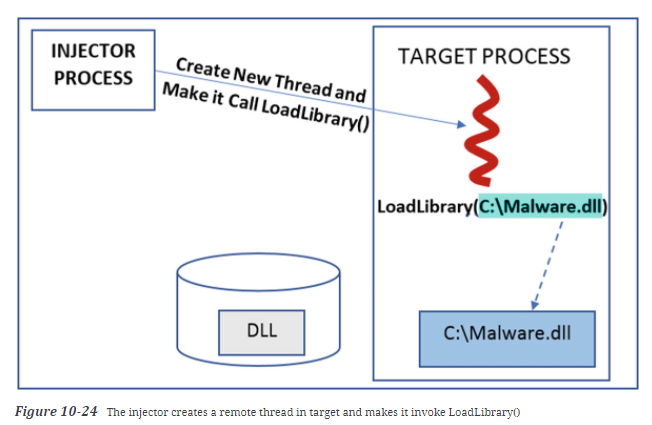 INJECTOR
PROCESS
Create New Thread and
Make it Call LoadLibrary()
TARGET PROCESS
LoadLibrary(C:\Malware.dll)
DLL
C:\Malware.dll
Figure 10-24 The injector creates a remote thread in target and makes it invoke LoadLibrary()